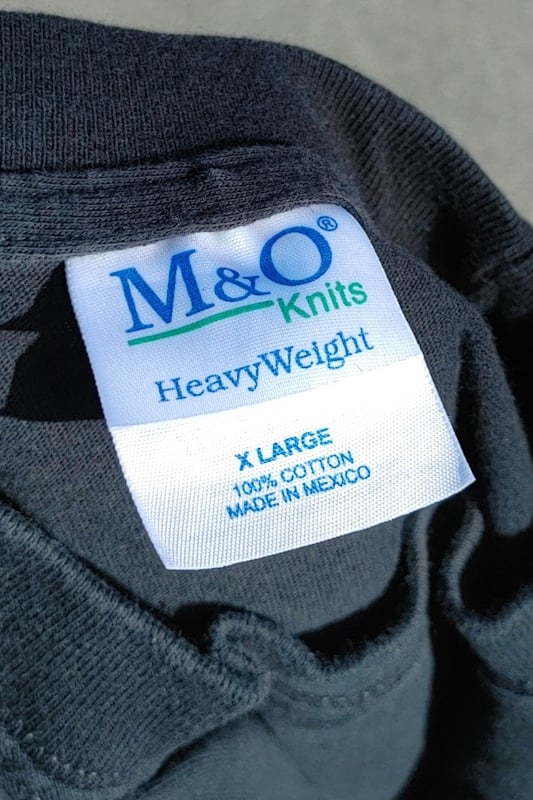 M&O®
Knits
HeavyWeight
X LARGE
100% COTTON
MADE IN MEXICO